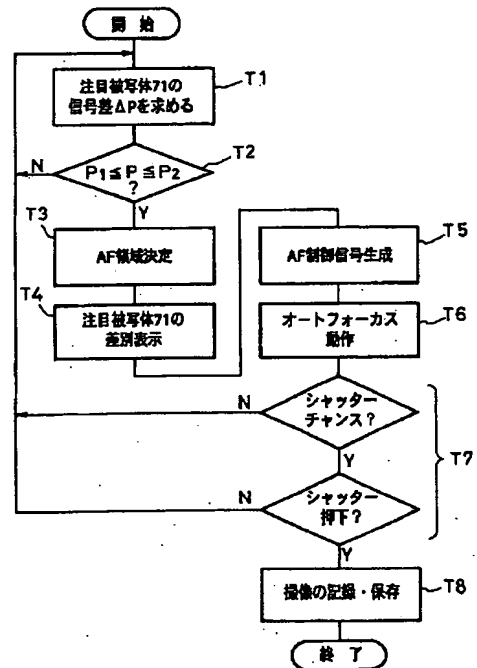 開 始
注目被写体71の
信号差ΔPを求める
T1
P1≦P≦P2
?
T2
N
Y
T3
AF領域決定
T4
注目被写体71の
差別表示
AF制御信号生成
T5
オートフォーカス
動作
T6
シャッター
チャンス?
N
Y
T7
シャッター
押下?
N
Y
撮像の記録・保存
T8
終 了